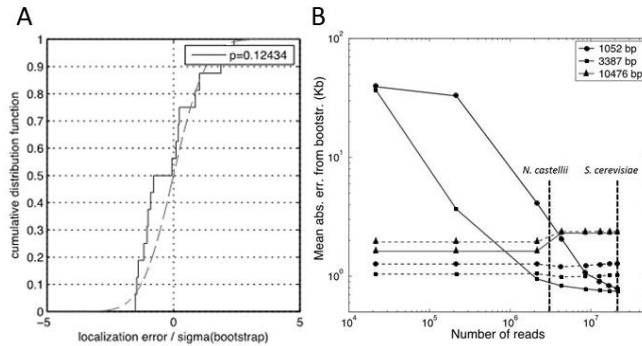 A
B
p=0.12434
cumulative distribution function
1
0.9
0.8
0.7
0.6
0.5
0.4
0.3
0.2
0.1
0
-5
0
5
localization error / sigma(bootstrap)
1052 bp
3387 bp
10476 bp
Mean abs. err. from bootstr. (Kb)
10^2
10^1
10^0
N. castellii
S. cerevisiae
10^4
10^5
10^6
10^7
Number of reads